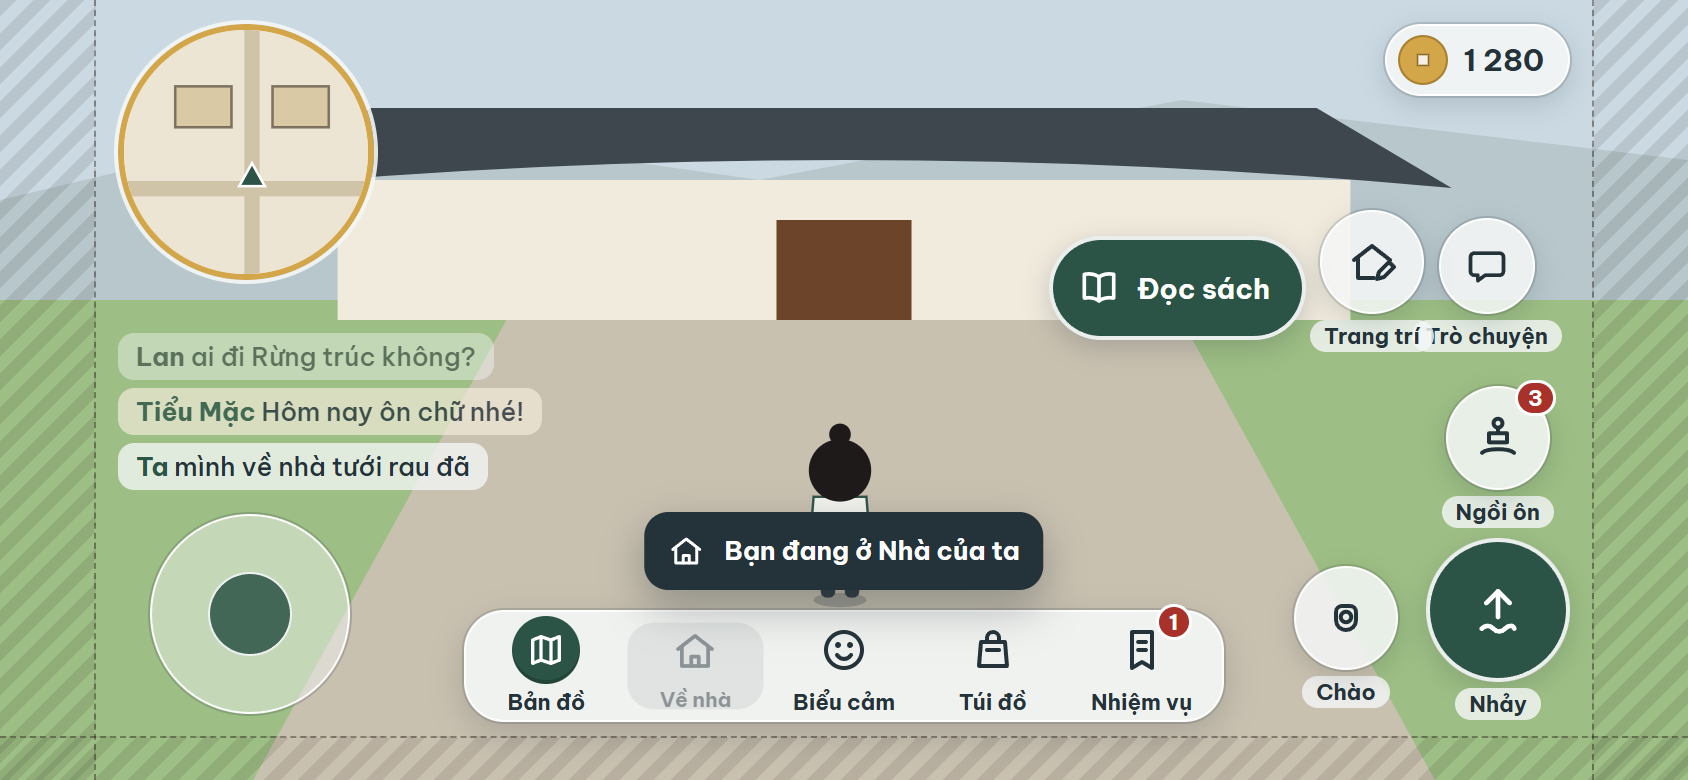 1 280
Đọc sách
Trang trí
Trò chuyện
Lan ai đi Rừng trúc không?
Tiểu Mặc Hôm nay ôn chữ nhé!
Ta mình về nhà tưới rau đã
3
Ngồi ôn
Bạn đang ở Nhà của ta
1
Bản đồ
Về nhà
Biểu cảm
Túi đồ
Nhiệm vụ
Chào
Nhảy